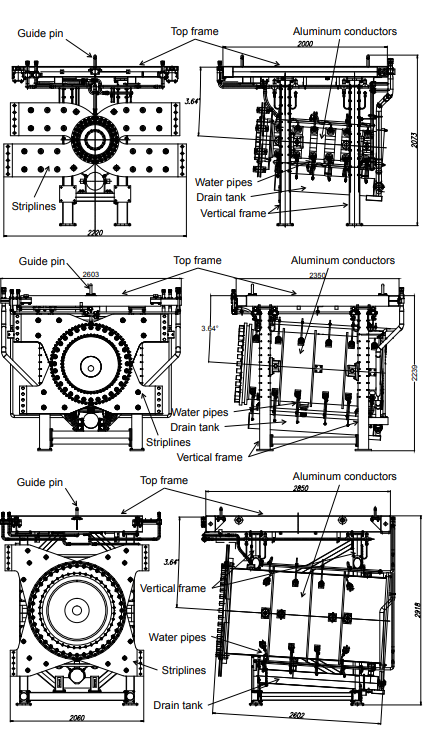 Guide pin
Top frame
Aluminum conductors
2000
3.64°
2073
Water pipes
Drain tank
Vertical frame
Striplines
2220
Guide pin
Top frame
Aluminum conductors
2603
2350
3.64°
2239
Water pipes
Drain tank
Striplines
Vertical frame
Guide pin
Top frame
Aluminum conductors
2850
3.64°
2918
Vertical frame
Water pipes
Striplines
Drain tank
2060
2602